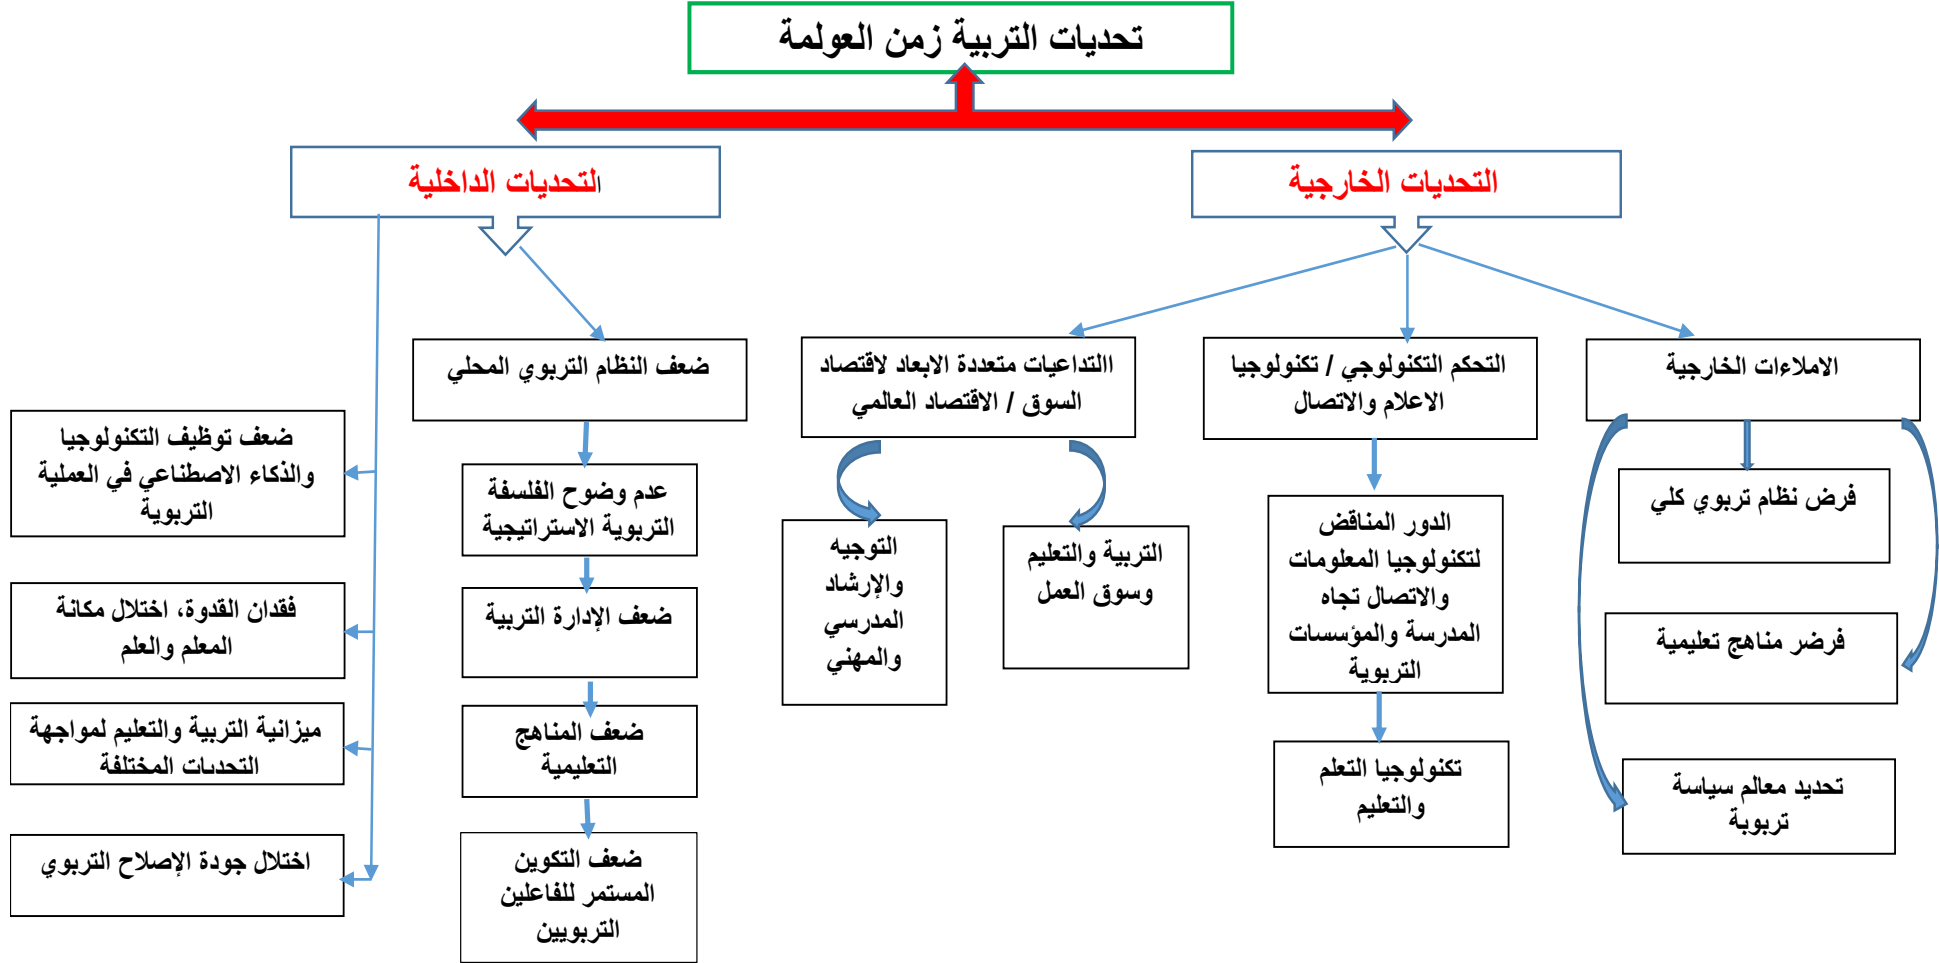 تحديات التربية زمن العولمة
التحديات الخارجية
التحديات الداخلية
الاملاءات الخارجية
التحكم التكنولوجي / تكنولوجيا
الاعلام والاتصال
االتداعيات متعددة الابعاد لاقتصاد
السوق / الاقتصاد العالمي
ضعف النظام التربوي المحلي
فرض نظام تربوي كلي
فرضر مناهج تعليمية
تحديد معالم سياسة
تربوية
الدور المناقض
لتكنولوجيا المعلومات
والاتصال تجاه
المدرسة والمؤسسات
التربوية
تكنولوجيا التعلم
والتعليم
التربية والتعليم
وسوق العمل
التوجيه
والإرشاد
المدرسي
والمهني
عدم وضوح الفلسفة
التربوية الاستراتيجية
ضعف الإدارة التربية
ضعف المناهج
التعليمية
ضعف التكوين
المستمر للفاعلين
التربويين
ضعف توظيف التكنولوجيا
والذكاء الاصطناعي في العملية
التربوية
فقدان القدوة، اختلال مكانة
المعلم والعلم
ميزانية التربية والتعليم لمواجهة
التحديات المختلفة
اختلال جودة الإصلاح التربوي